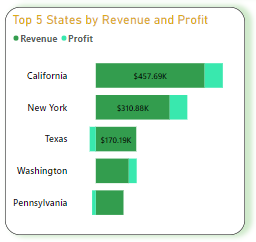 Top 5 States by Revenue and Profit
Revenue Profit
California $457.69K
New York $310.88K
Texas $170.19K
Washington
Pennsylvania